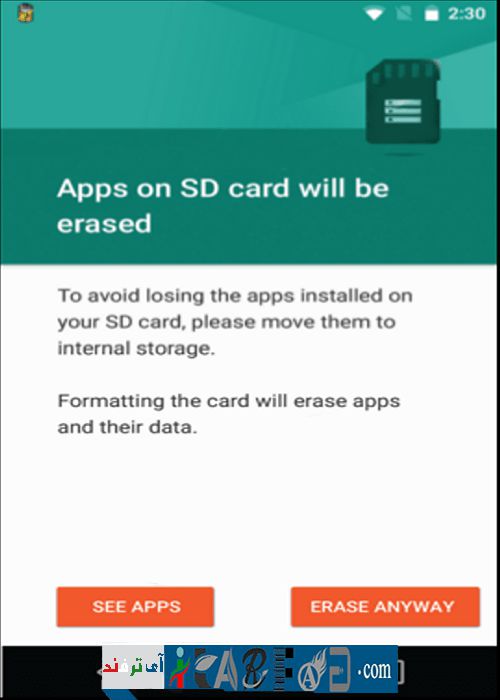 2:30
Apps on SD card will be
erased
To avoid losing the apps installed on
your SD card, please move them to
internal storage.
Formatting the card will erase apps
and their data.
SEE APPS
ERASE ANYWAY
آی ترفند
.com